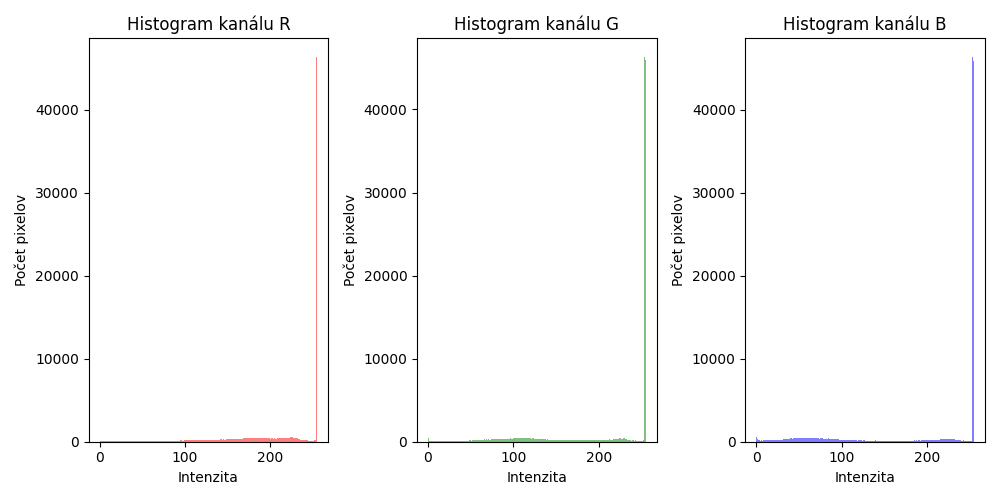 Histogram kanálu R
Histogram kanálu G
Histogram kanálu B
Počet pixelov
40000
30000
20000
10000
0
0 100 200
Intenzita
Počet pixelov
40000
30000
20000
10000
0
0 100 200
Intenzita
Počet pixelov
40000
30000
20000
10000
0
0 100 200
Intenzita